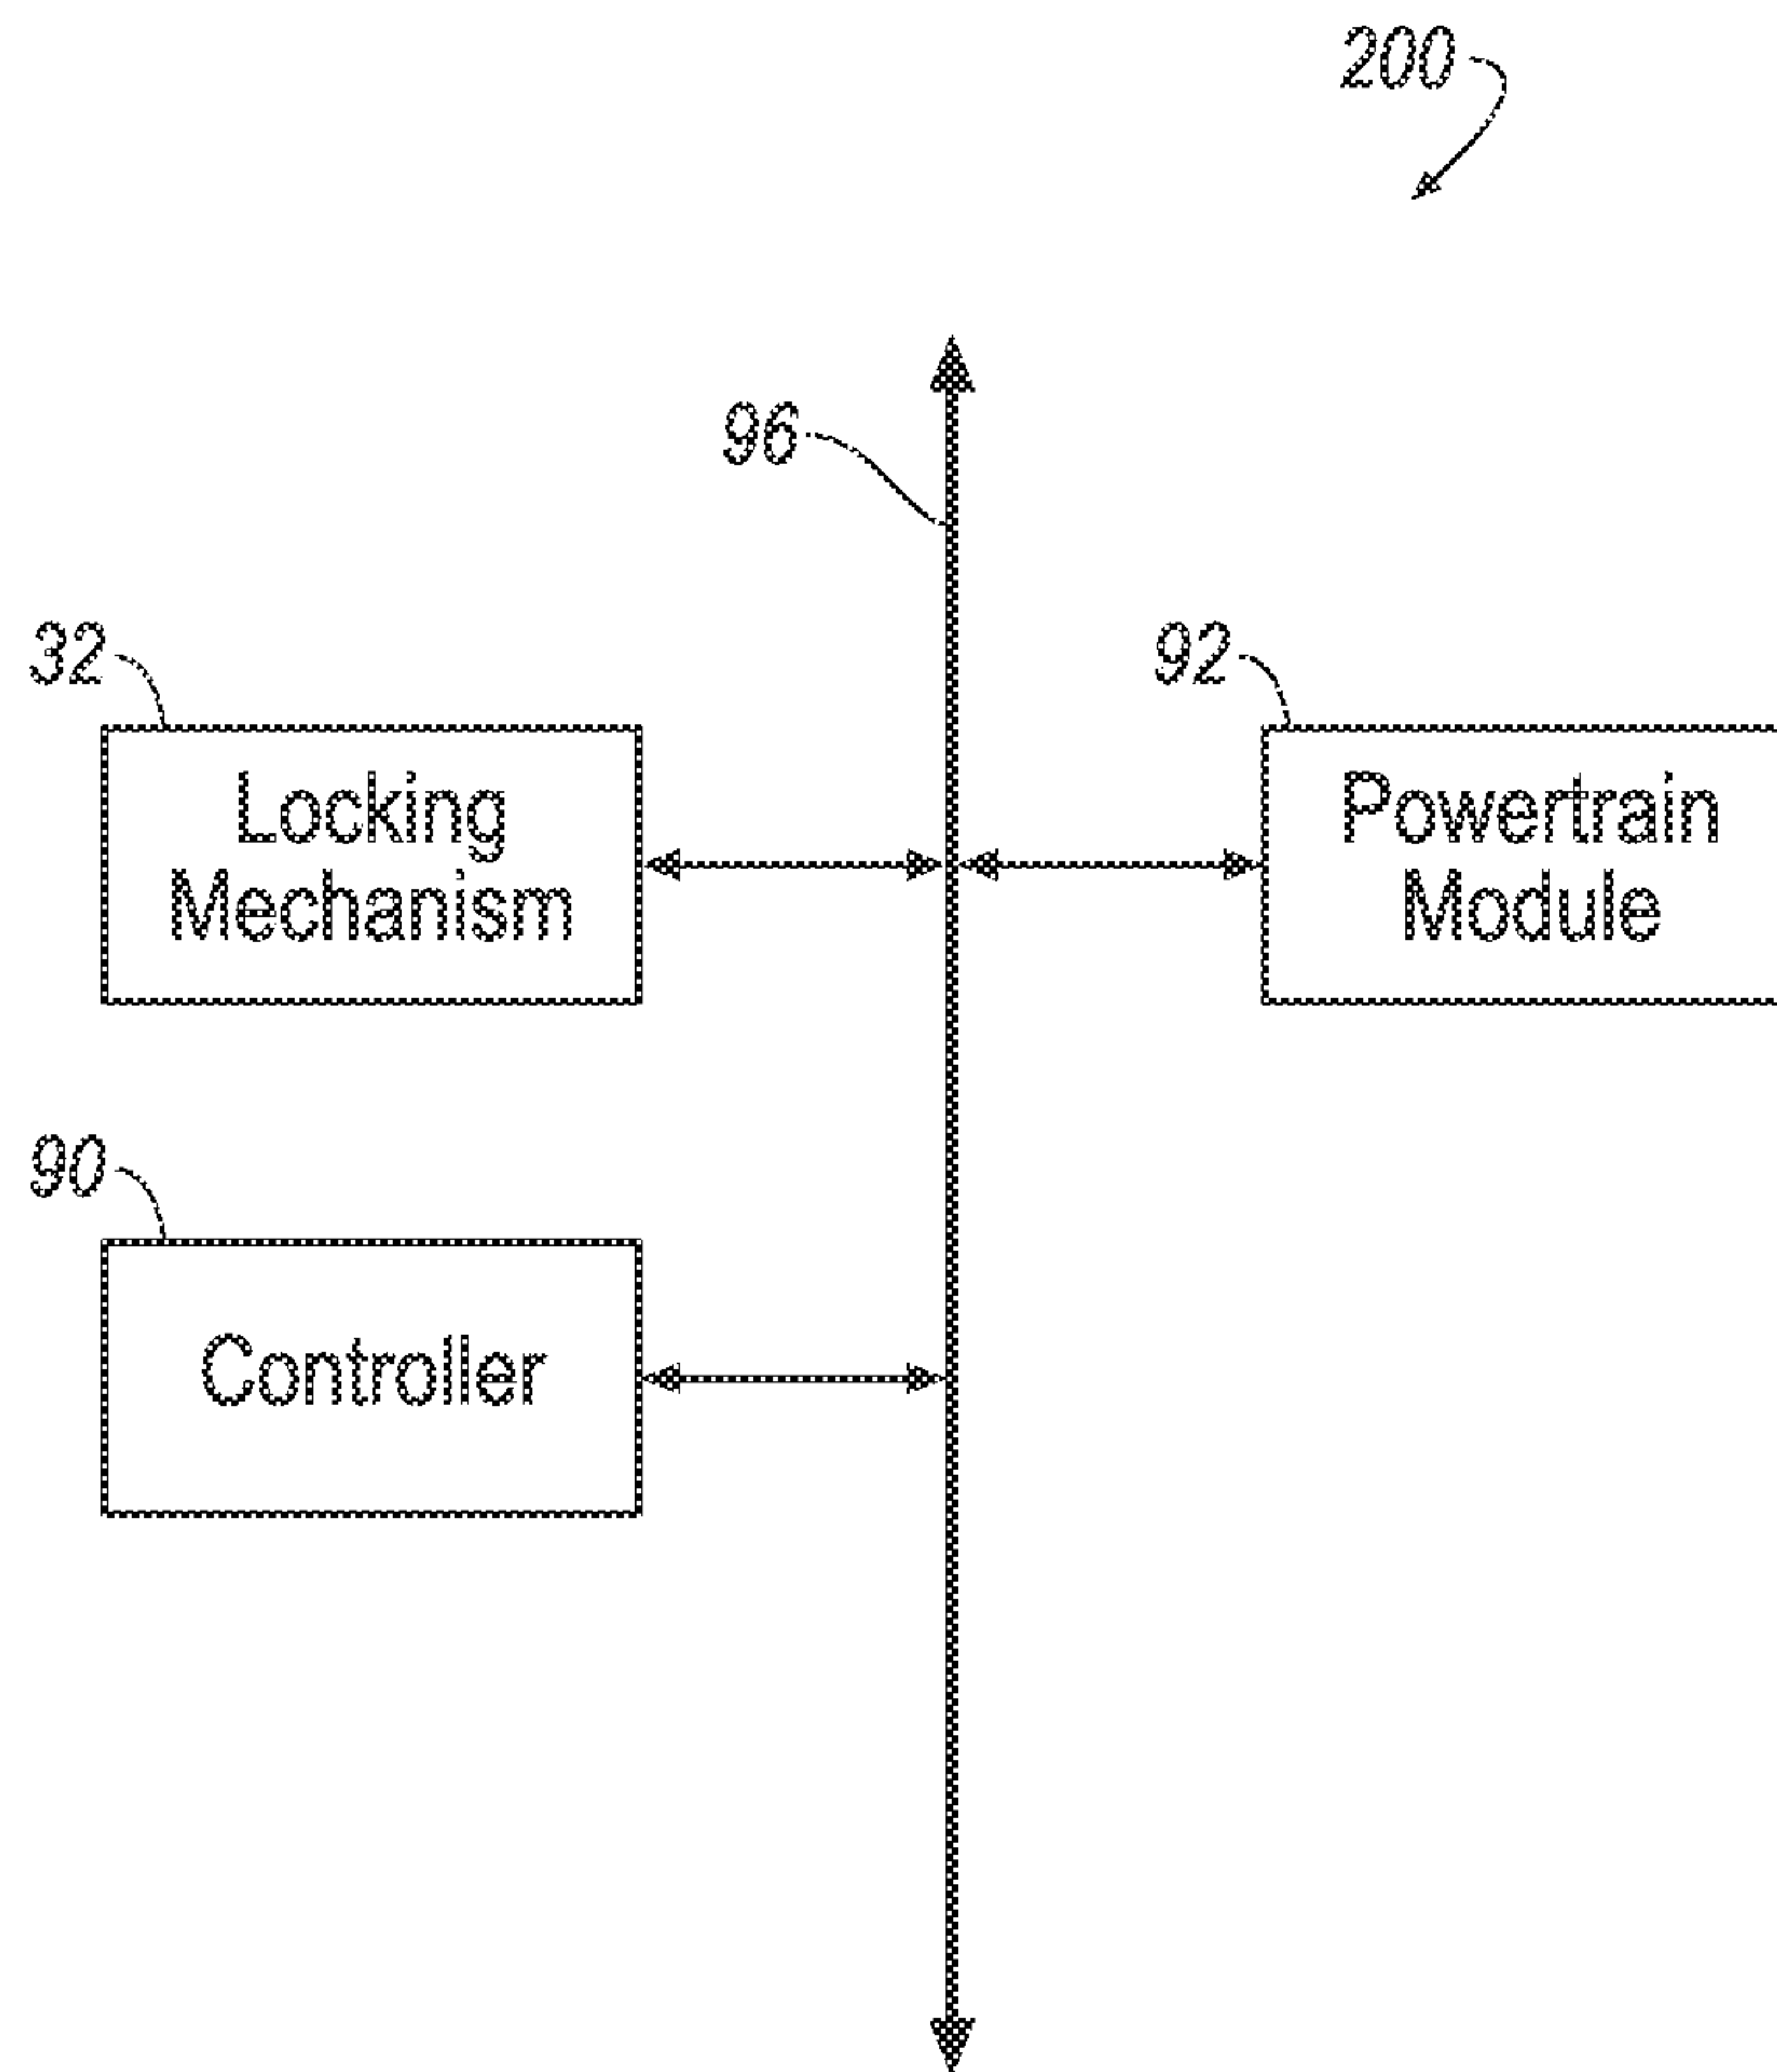 200
96
32
92
Locking
Mechanism
Powertrain
Module
90
Controller